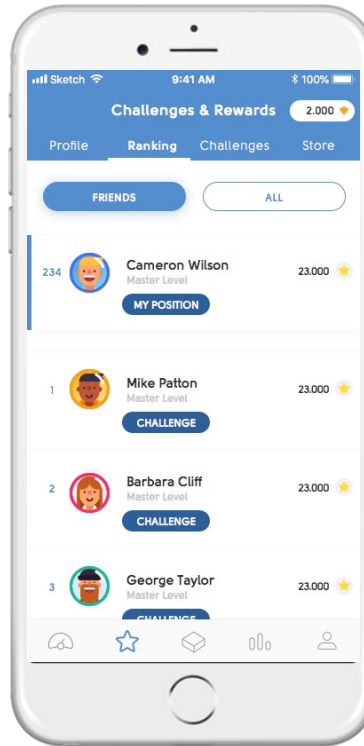 Sketch 9:41 AM 100%
Challenges & Rewards 2.000
Profile Ranking Challenges Store
FRIENDS ALL
234 Cameron Wilson 23.000
Master Level
MY POSITION
1 Mike Patton 23.000
Master Level
CHALLENGE
2 Barbara Cliff 23.000
Master Level
CHALLENGE
3 George Taylor 23.000
Master Level
CHALLENGE